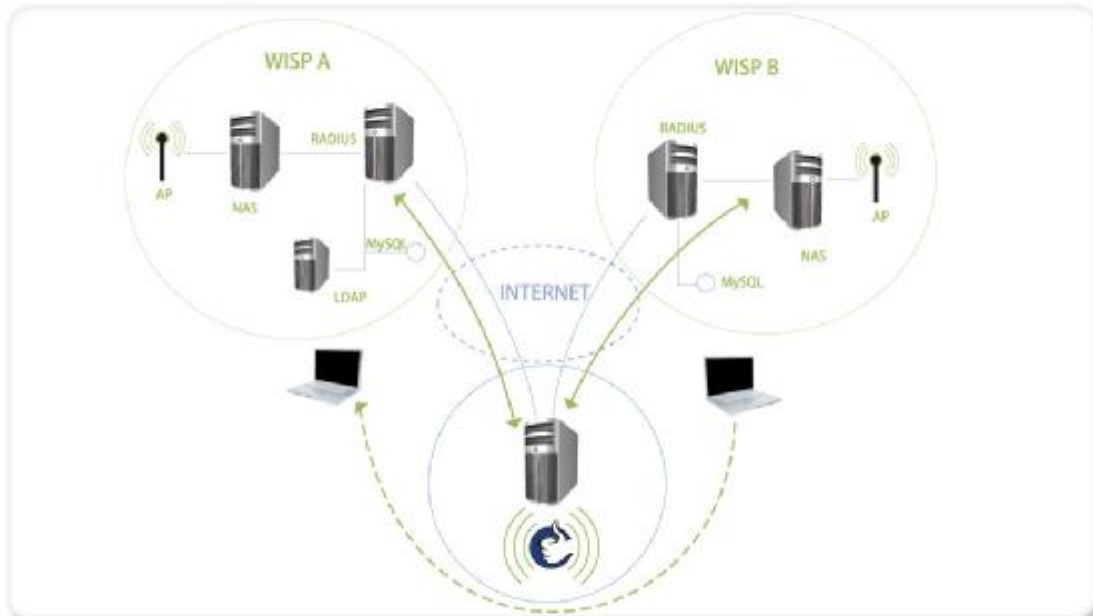 WISP A
RADIUS
AP
NAS
MySQL
LDAP
INTERNET
WISP B
RADIUS
AP
NAS
MySQL